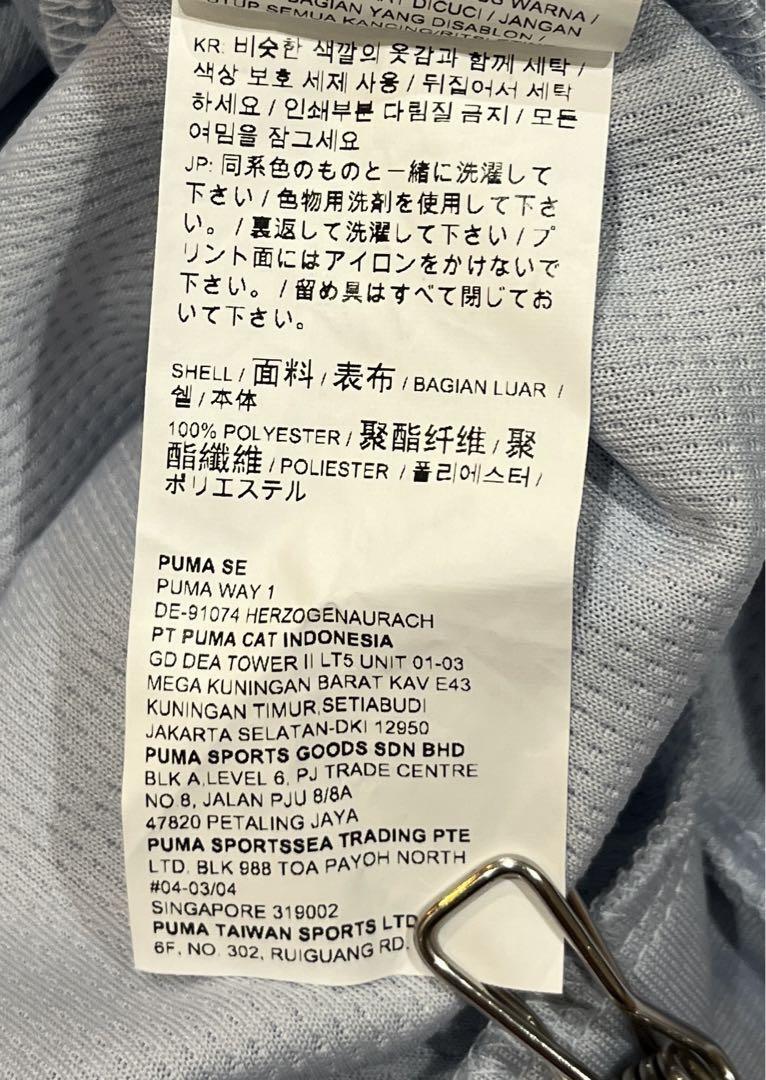 WARNA /
DICUCI / JANGAN
BAGIAN YANG DISABLON /
SEMUA KANCING/
KR: 비슷한 색깔의 옷감과 함께 세탁 /
색상 보호 세제 사용 / 뒤집어서 세탁
하세요 / 인쇄부분 다림질 금지 / 모든
여밈을 잠그세요
JP: 同系色のものと一緒に洗濯して
下さい / 色物用洗剤を使用して下さ
い。 / 裏返して洗濯して下さい / プ
リント面にはアイロンをかけないで
下さい。 / 留め具はすべて閉じてお
いて下さい。
SHELL / 面料 / 表布 / BAGIAN LUAR /
쉘 / 本体
100% POLYESTER / 聚酯纤维 / 聚
酯纖維 / POLIESTER / 폴리에스터 /
ポリエステル
PUMA SE
PUMA WAY 1
DE-91074 HERZOGENAURACH
PT PUMA CAT INDONESIA
GD DEA TOWER II LT5 UNIT 01-03
MEGA KUNINGAN BARAT KAV E43
KUNINGAN TIMUR,SETIABUDI
JAKARTA SELATAN-DKI 12950
PUMA SPORTS GOODS SDN BHD
BLK A,LEVEL 6, PJ TRADE CENTRE
NO.8, JALAN PJU 8/8A
47820 PETALING JAYA
PUMA SPORTSSEA TRADING PTE
LTD. BLK 988 TOA PAYOH NORTH
#04-03/04
SINGAPORE 319002
PUMA TAIWAN SPORTS LTD
6F, NO. 302, RUIGUANG RD.